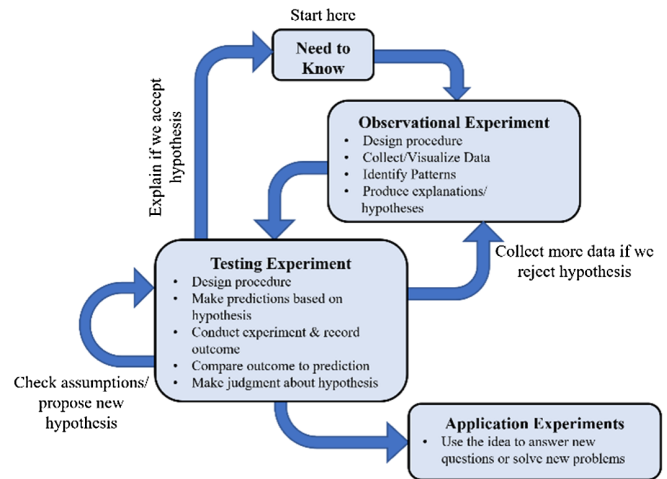 Start here
Need to
Know
Explain if we accept
hypothesis
Observational Experiment
• Design procedure
• Collect/Visualize Data
• Identify Patterns
• Produce explanations/
hypotheses
Collect more data if we
reject hypothesis
Testing Experiment
• Design procedure
• Make predictions based on
hypothesis
• Conduct experiment & record
outcome
• Compare outcome to prediction
• Make judgment about hypothesis
Check assumptions/
propose new
hypothesis
Application Experiments
• Use the idea to answer new
questions or solve new problems